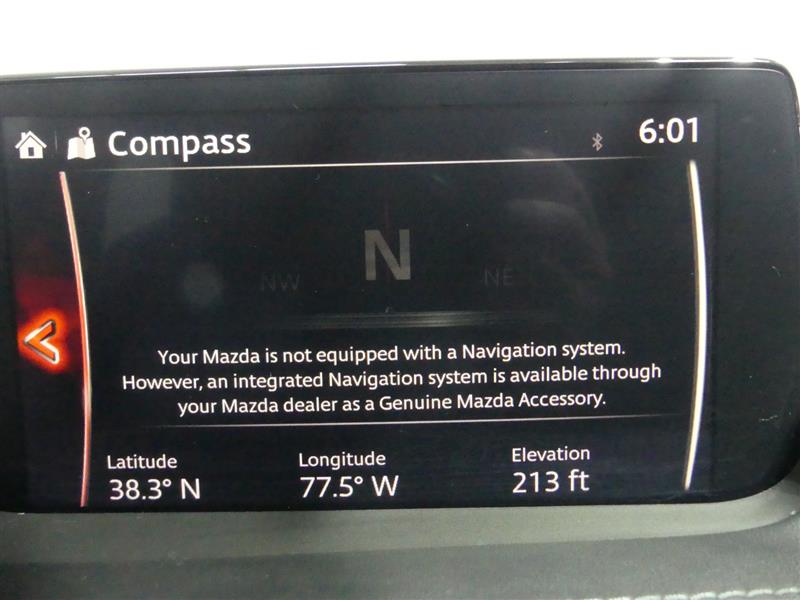 Compass
6:01
NW N NE
Your Mazda is not equipped with a Navigation system.
However, an integrated Navigation system is available through
your Mazda dealer as a Genuine Mazda Accessory.
Latitude Longitude Elevation
38.3° N 77.5° W 213 ft